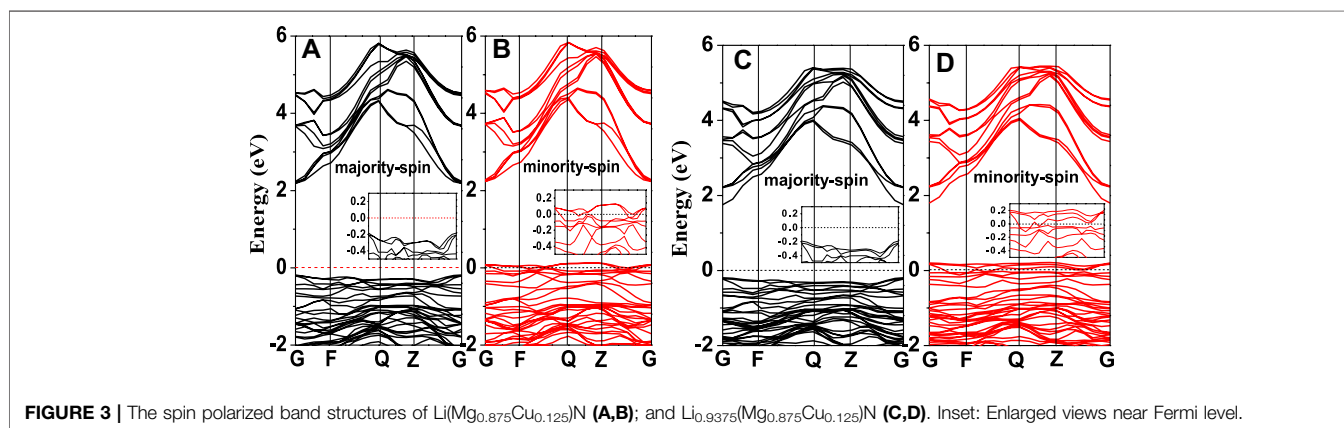 A
B
C
D
Energy (eV)
6
4
2
0
-2
majority-spin
0.2
0.0
-0.2
-0.4
G F Q Z G
6
4
2
0
-2
minority-spin
0.2
0.0
-0.2
-0.4
G F Q Z G
Energy (eV)
6
4
2
0
-2
majority-spin
0.2
0.0
-0.2
-0.4
G F Q Z G
6
4
2
0
-2
minority-spin
0.2
0.0
-0.2
-0.4
G F Q Z G
FIGURE 3 | The spin polarized band structures of Li(Mg0.875Cu0.125)N (A,B); and Li0.9375(Mg0.875Cu0.125)N (C,D). Inset: Enlarged views near Fermi level.